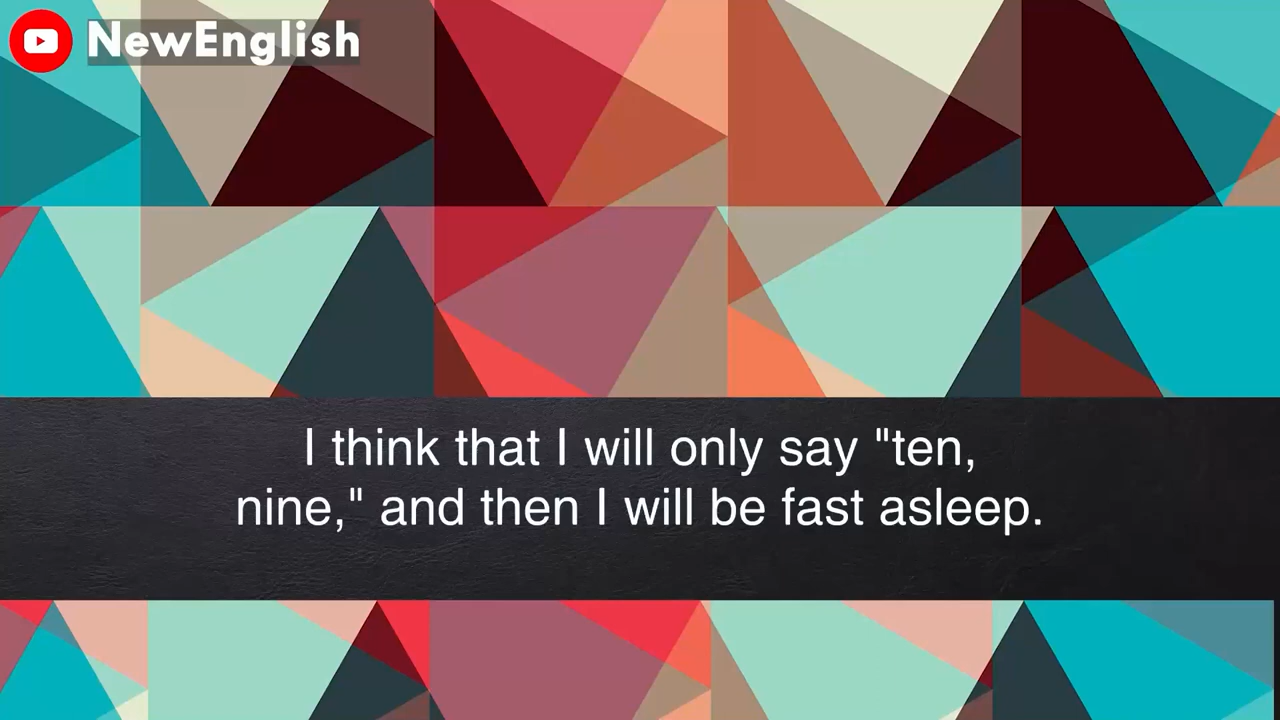 NewEnglish
I think that I will only say "ten,
nine," and then I will be fast asleep.